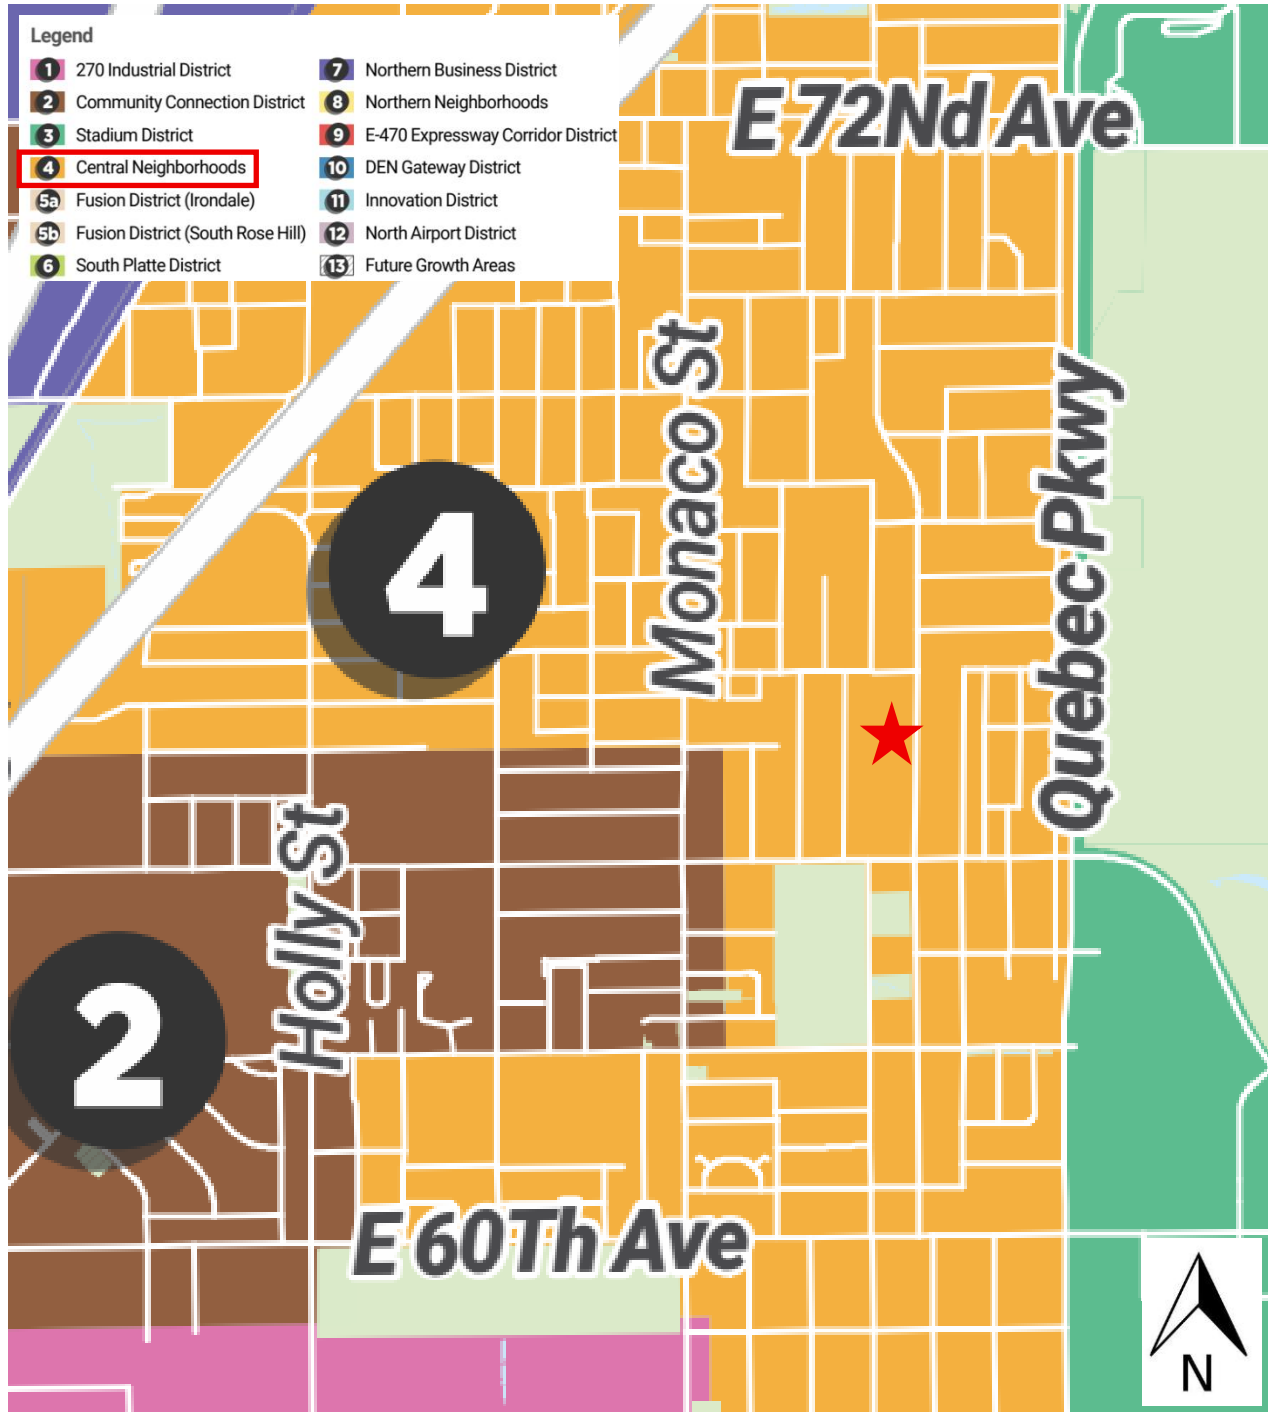 Legend
1 270 Industrial District
2 Community Connection District
3 Stadium District
4 Central Neighborhoods
5a Fusion District (Irondale)
5b Fusion District (South Rose Hill)
6 South Platte District
7 Northern Business District
8 Northern Neighborhoods
9 E-470 Expressway Corridor District
10 DEN Gateway District
11 Innovation District
12 North Airport District
13 Future Growth Areas
E 72Nd Ave
Monaco St
Quebec Pkwy
4
Holly St
2
E 60Th Ave
N